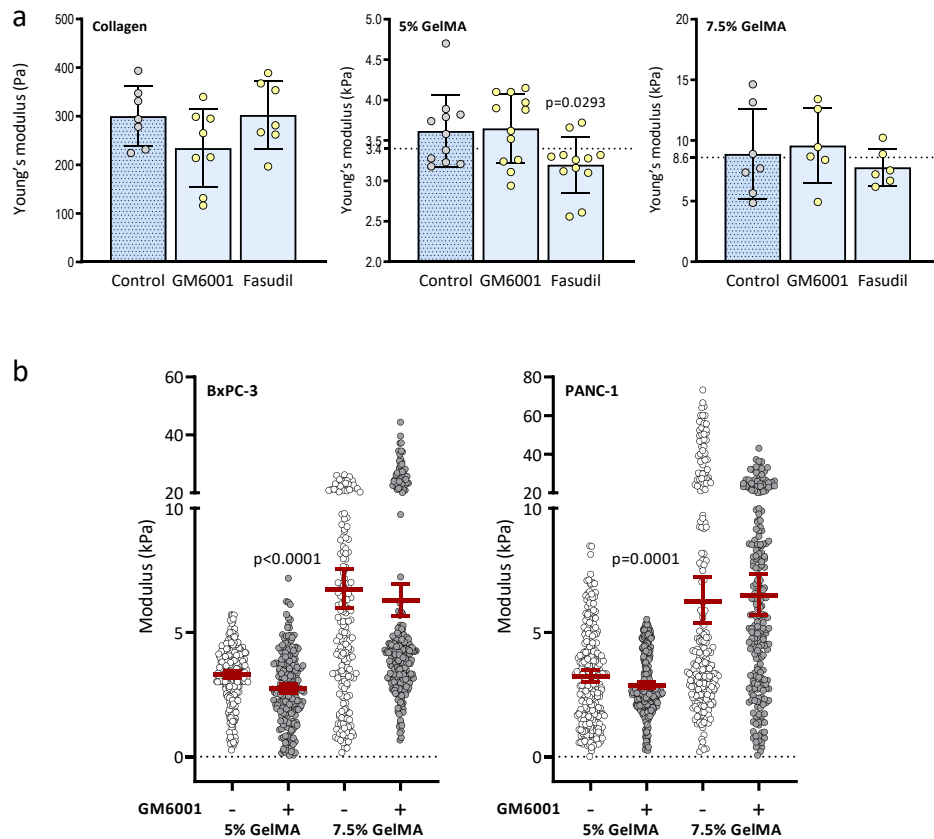 a
Collagen
Young's modulus (Pa)
500
400
300
200
100
0
Control GM6001 Fasudil
5% GelMA
Young's modulus (kPa)
5.0
4.5
4.0
3.5
3.4
3.0
2.5
2.0
p=0.0293
Control GM6001 Fasudil
7.5% GelMA
Young's modulus (kPa)
20
15
10
8.6
5
0
Control GM6001 Fasudil
b
BxPC-3
Modulus (kPa)
60
40
20
10
5
0
p<0.0001
GM6001 - + - +
5% GelMA 7.5% GelMA
PANC-1
Modulus (kPa)
80
60
40
20
10
5
0
p=0.0001
GM6001 - + - +
5% GelMA 7.5% GelMA